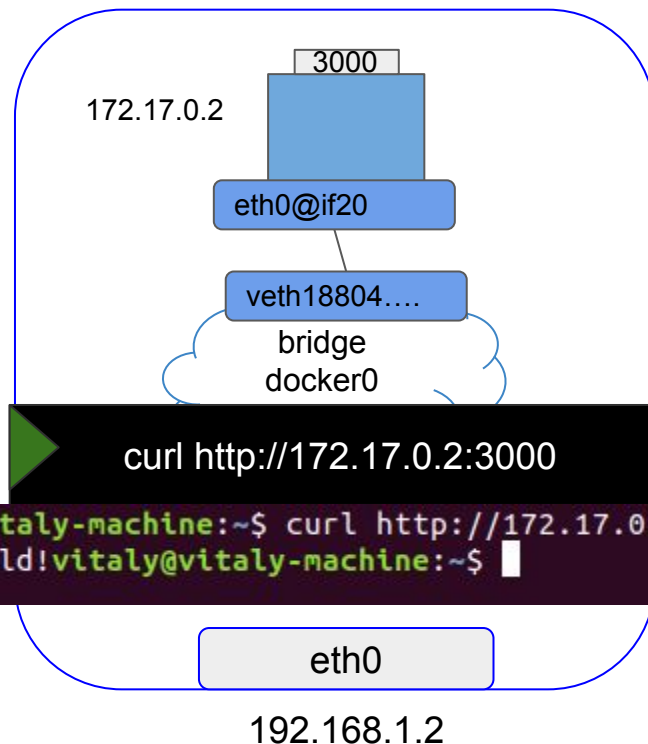 3000
172.17.0.2
eth0@if20
veth18804....
bridge
docker0
curl http://172.17.0.2:3000
taly-machine:~$ curl http://172.17.0
ld!vitaly@vitaly-machine:~$
eth0
192.168.1.2